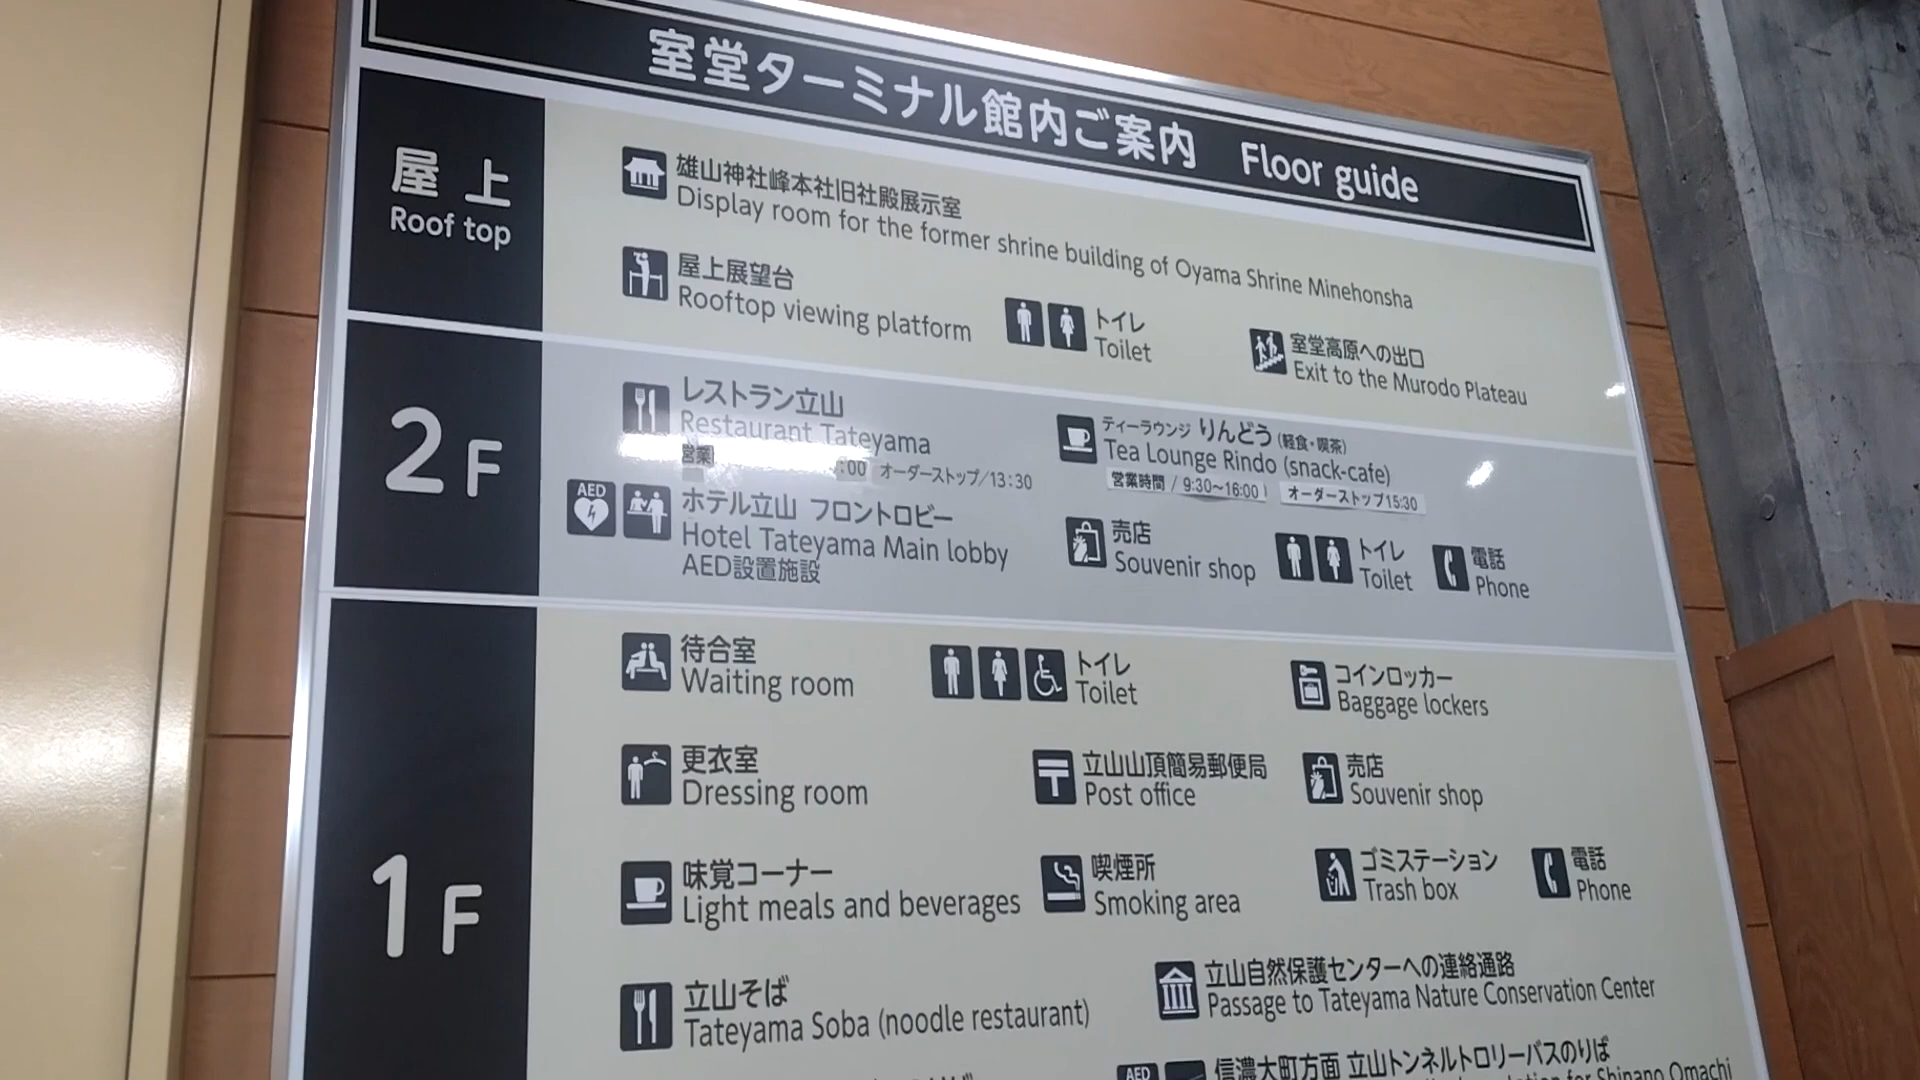 室堂ターミナル館内ご案内 Floor guide
屋上
Roof top
雄山神社峰本社旧社殿展示室
Display room for the former shrine building of Oyama Shrine Minehonsha
屋上展望台
Rooftop viewing platform
トイレ
Toilet
室堂高原への出口
Exit to the Murodo Plateau
2F
レストラン立山
Restaurant Tateyama
営業 :00 オーダーストップ/13:30
ティーラウンジ りんどう (軽食・喫茶)
Tea Lounge Rindo (snack-cafe)
営業時間 / 9:30~16:00 オーダーストップ15:30
AED
ホテル立山 フロントロビー
Hotel Tateyama Main lobby
AED設置施設
売店
Souvenir shop
トイレ
Toilet
電話
Phone
1F
待合室
Waiting room
トイレ
Toilet
コインロッカー
Baggage lockers
更衣室
Dressing room
立山山頂簡易郵便局
Post office
売店
Souvenir shop
味覚コーナー
Light meals and beverages
喫煙所
Smoking area
ゴミステーション
Trash box
電話
Phone
立山そば
Tateyama Soba (noodle restaurant)
立山自然保護センターへの連絡通路
Passage to Tateyama Nature Conservation Center
AED
信濃大町方面 立山トンネルトロリーバスのりば
for Shinano Omachi